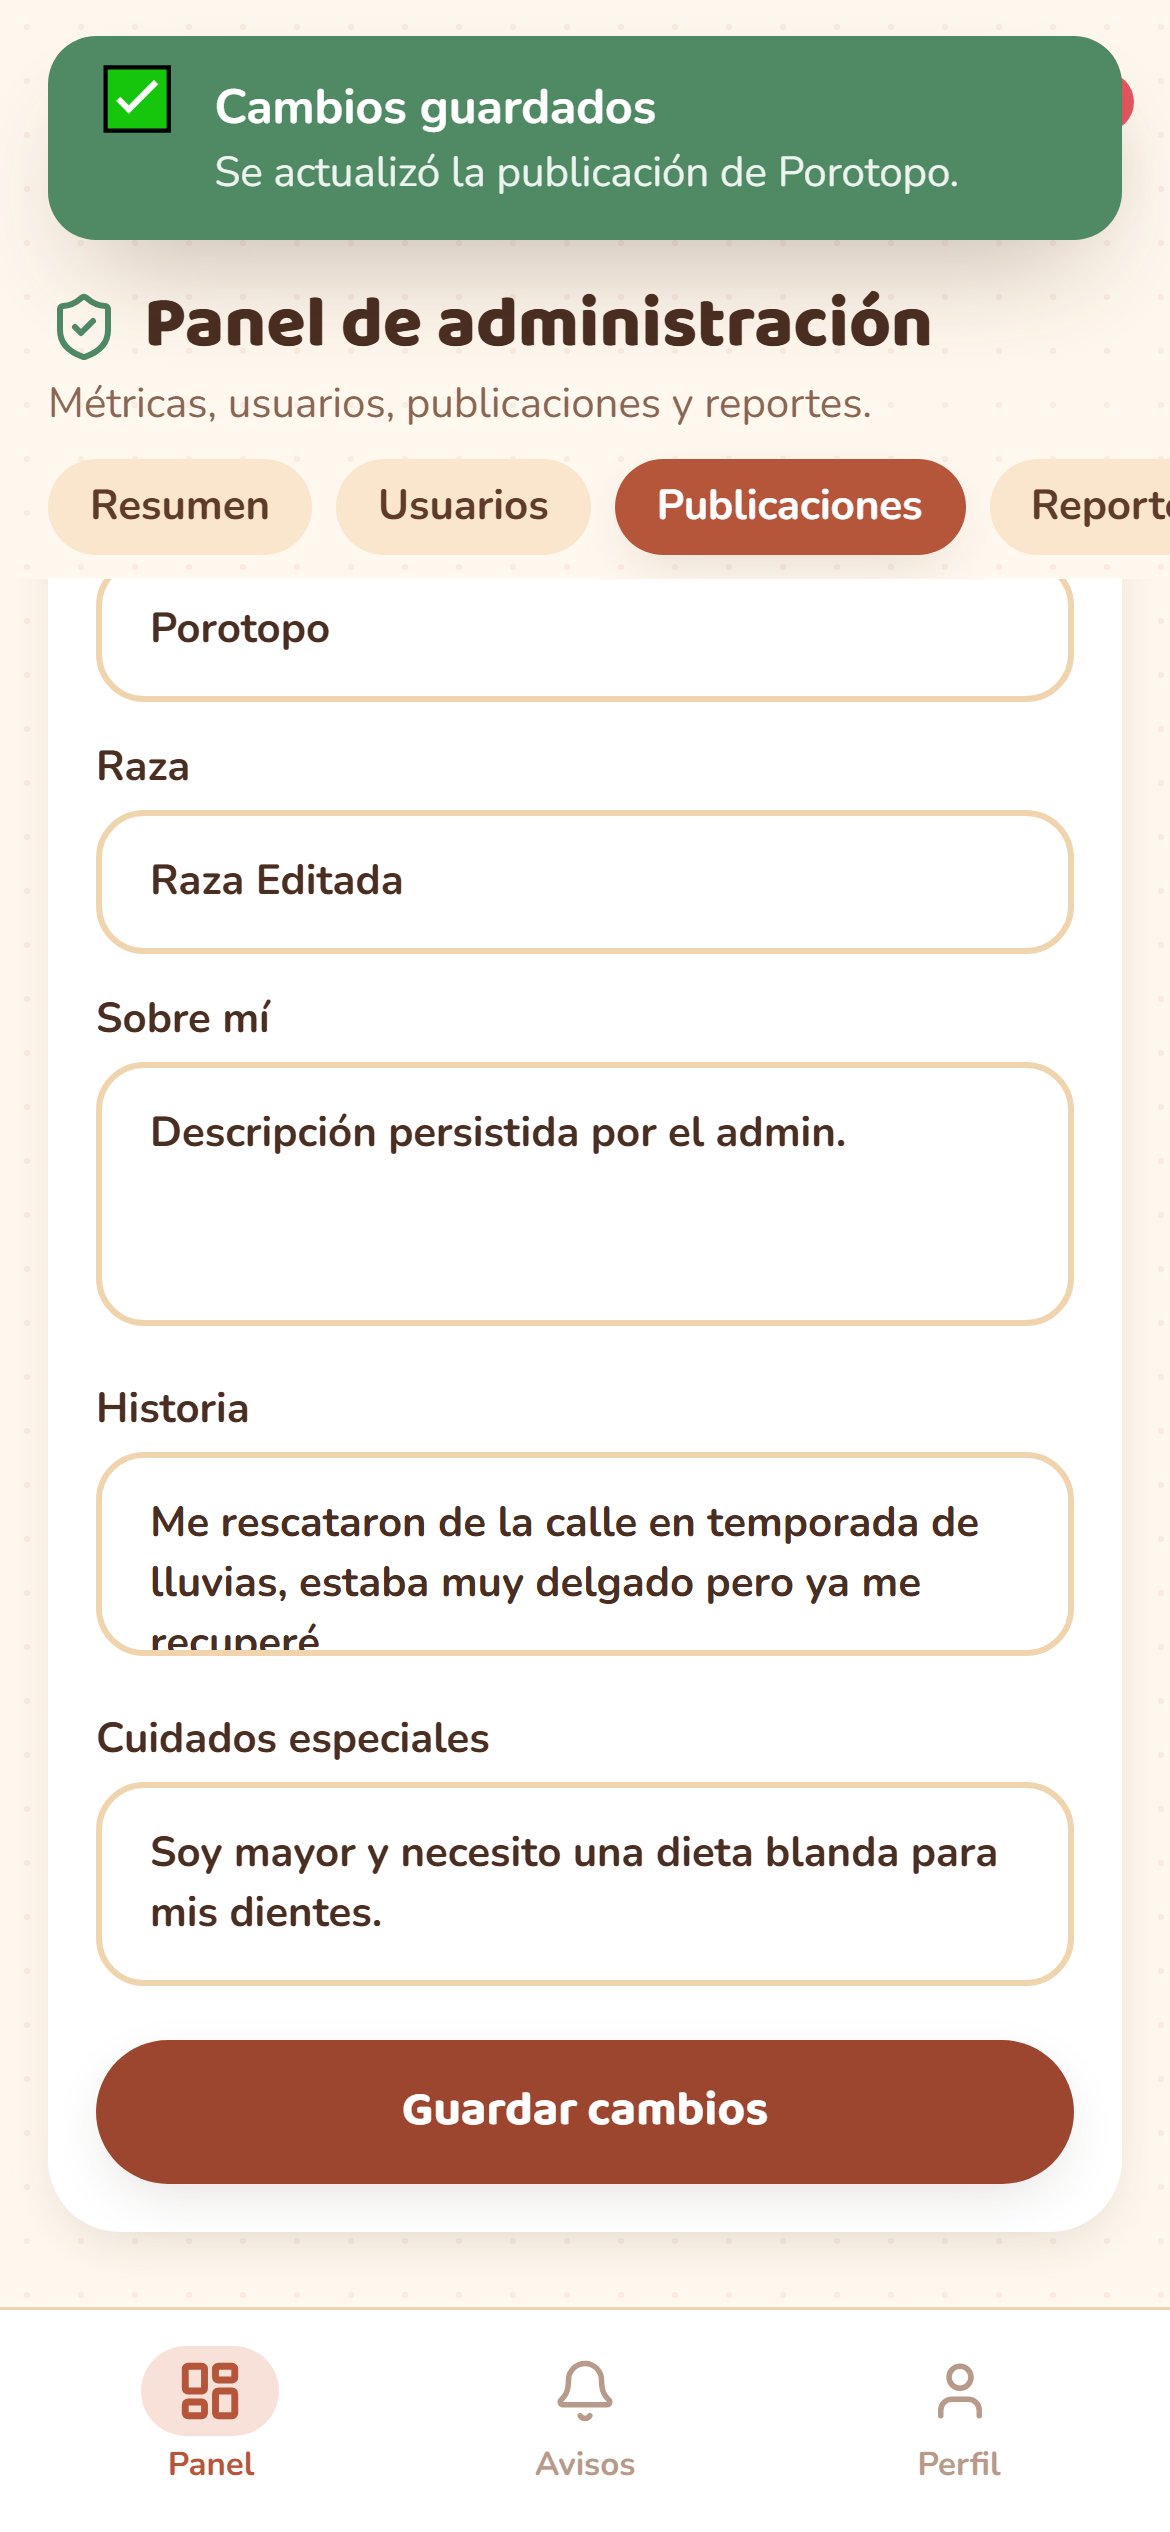 Cambios guardados
Se actualizó la publicación de Porotopo.
Panel de administración
Métricas, usuarios, publicaciones y reportes.
Resumen
Usuarios
Publicaciones
Porotopo
Raza
Raza Editada
Sobre mí
Descripción persistida por el admin.
Historia
Me rescataron de la calle en temporada de
lluvias, estaba muy delgado pero ya me
recuperé
Cuidados especiales
Soy mayor y necesito una dieta blanda para
mis dientes.
Guardar cambios
Panel
Avisos
Perfil